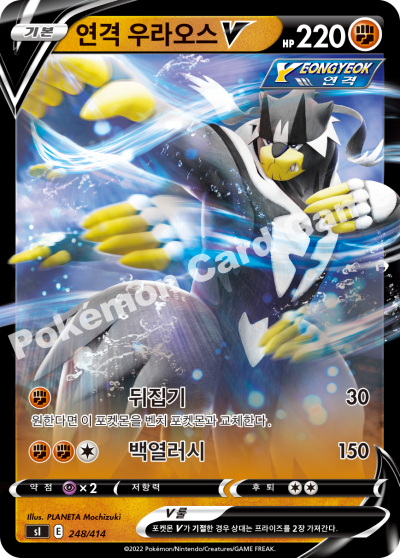 기본 연격 우라오스 V HP 220
YEONGYEOK
연격
Pokémon Card Game
뒤집기 30
원한다면 이 포켓몬을 벤치 포켓몬과 교체한다.
백열러시 150
약점 ×2 저항력 후퇴
Illus. PLANETA Mochizuki
V 룰
sI E 248/414
포켓몬 V가 기절한 경우 상대는 프라이즈를 2장 가져간다.
©2022 Pokémon/Nintendo/Creatures/GAME FREAK.